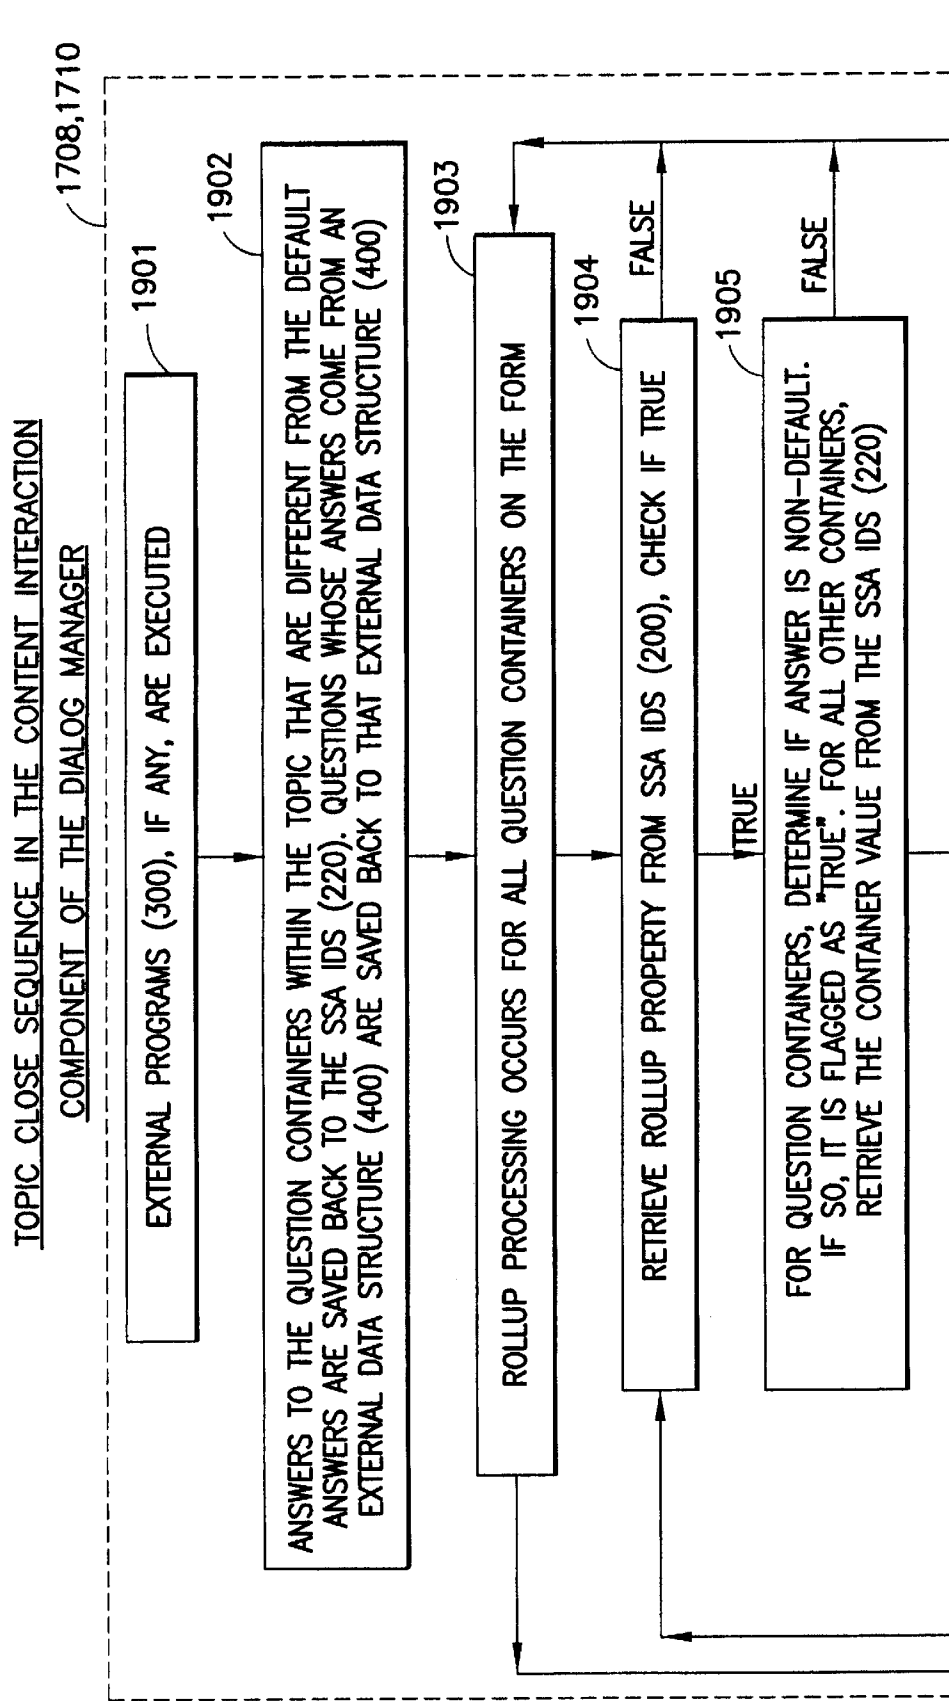 TOPIC CLOSE SEQUENCE IN THE CONTENT INTERACTION
COMPONENT OF THE DIALOG MANAGER
1708,1710
1901
EXTERNAL PROGRAMS (300), IF ANY, ARE EXECUTED
1902
ANSWERS TO THE QUESTION CONTAINERS WITHIN THE TOPIC THAT ARE DIFFERENT FROM THE DEFAULT
ANSWERS ARE SAVED BACK TO THE SSA IDS (220). QUESTIONS WHOSE ANSWERS COME FROM AN
EXTERNAL DATA STRUCTURE (400) ARE SAVED BACK TO THAT EXTERNAL DATA STRUCTURE (400)
1903
ROLLUP PROCESSING OCCURS FOR ALL QUESTION CONTAINERS ON THE FORM
1904
RETRIEVE ROLLUP PROPERTY FROM SSA IDS (200), CHECK IF TRUE
FALSE
TRUE
1905
FOR QUESTION CONTAINERS, DETERMINE IF ANSWER IS NON-DEFAULT.
IF SO, IT IS FLAGGED AS "TRUE". FOR ALL OTHER CONTAINERS,
RETRIEVE THE CONTAINER VALUE FROM THE SSA IDS (220)
FALSE